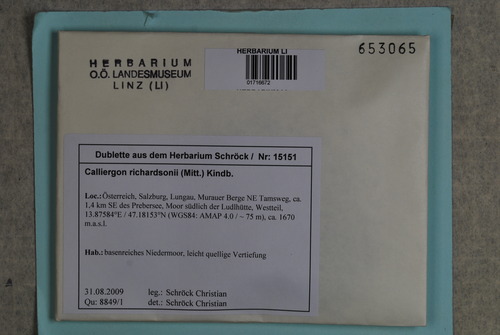 HERBARIUM
O.Ö. LANDESMUSEUM
LINZ (LI)
HERBARIUM LI
01716672
653065
Dublette aus dem Herbarium Schröck / Nr: 15151
Calliergon richardsonii (Mitt.) Kindb.
Loc.:Österreich, Salzburg, Lungau, Murauer Berge NE Tamsweg, ca.
1,4 km SE des Prebersee, Moor südlich der Ludlhütte, Westteil,
13.87584°E / 47.18153°N (WGS84: AMAP 4.0 / ~ 75 m), ca. 1670
m.a.s.l.
Hab.: basenreiches Niedermoor, leicht quellige Vertiefung
31.08.2009 leg.: Schröck Christian
Qu: 8849/1 det.: Schröck Christian